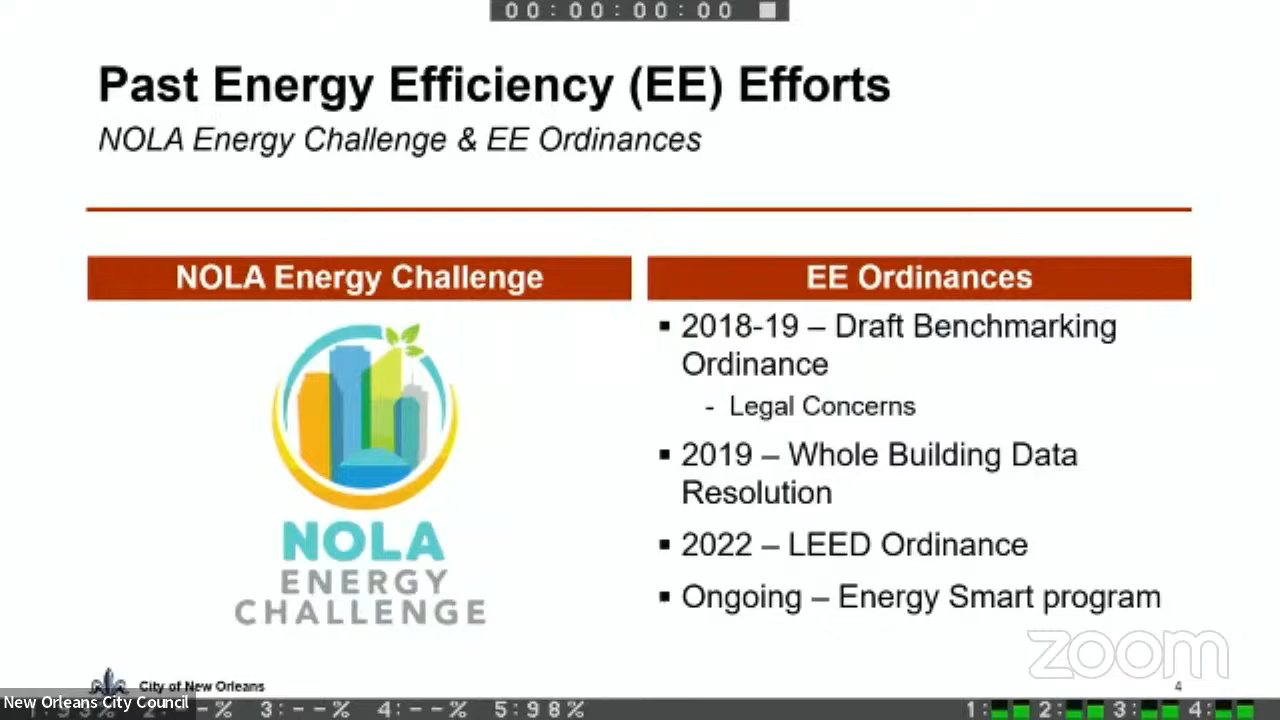 00:00:00:00
Past Energy Efficiency (EE) Efforts
NOLA Energy Challenge & EE Ordinances
NOLA Energy Challenge
EE Ordinances
▪ 2018-19 – Draft Benchmarking
Ordinance
- Legal Concerns
▪ 2019 – Whole Building Data
Resolution
▪ 2022 – LEED Ordinance
▪ Ongoing – Energy Smart program
NOLA
ENERGY
CHALLENGE
zoom
City of New Orleans
4
New Orleans City Council
3:--% 4:--% 5:98% 1: 2: 3: 4: